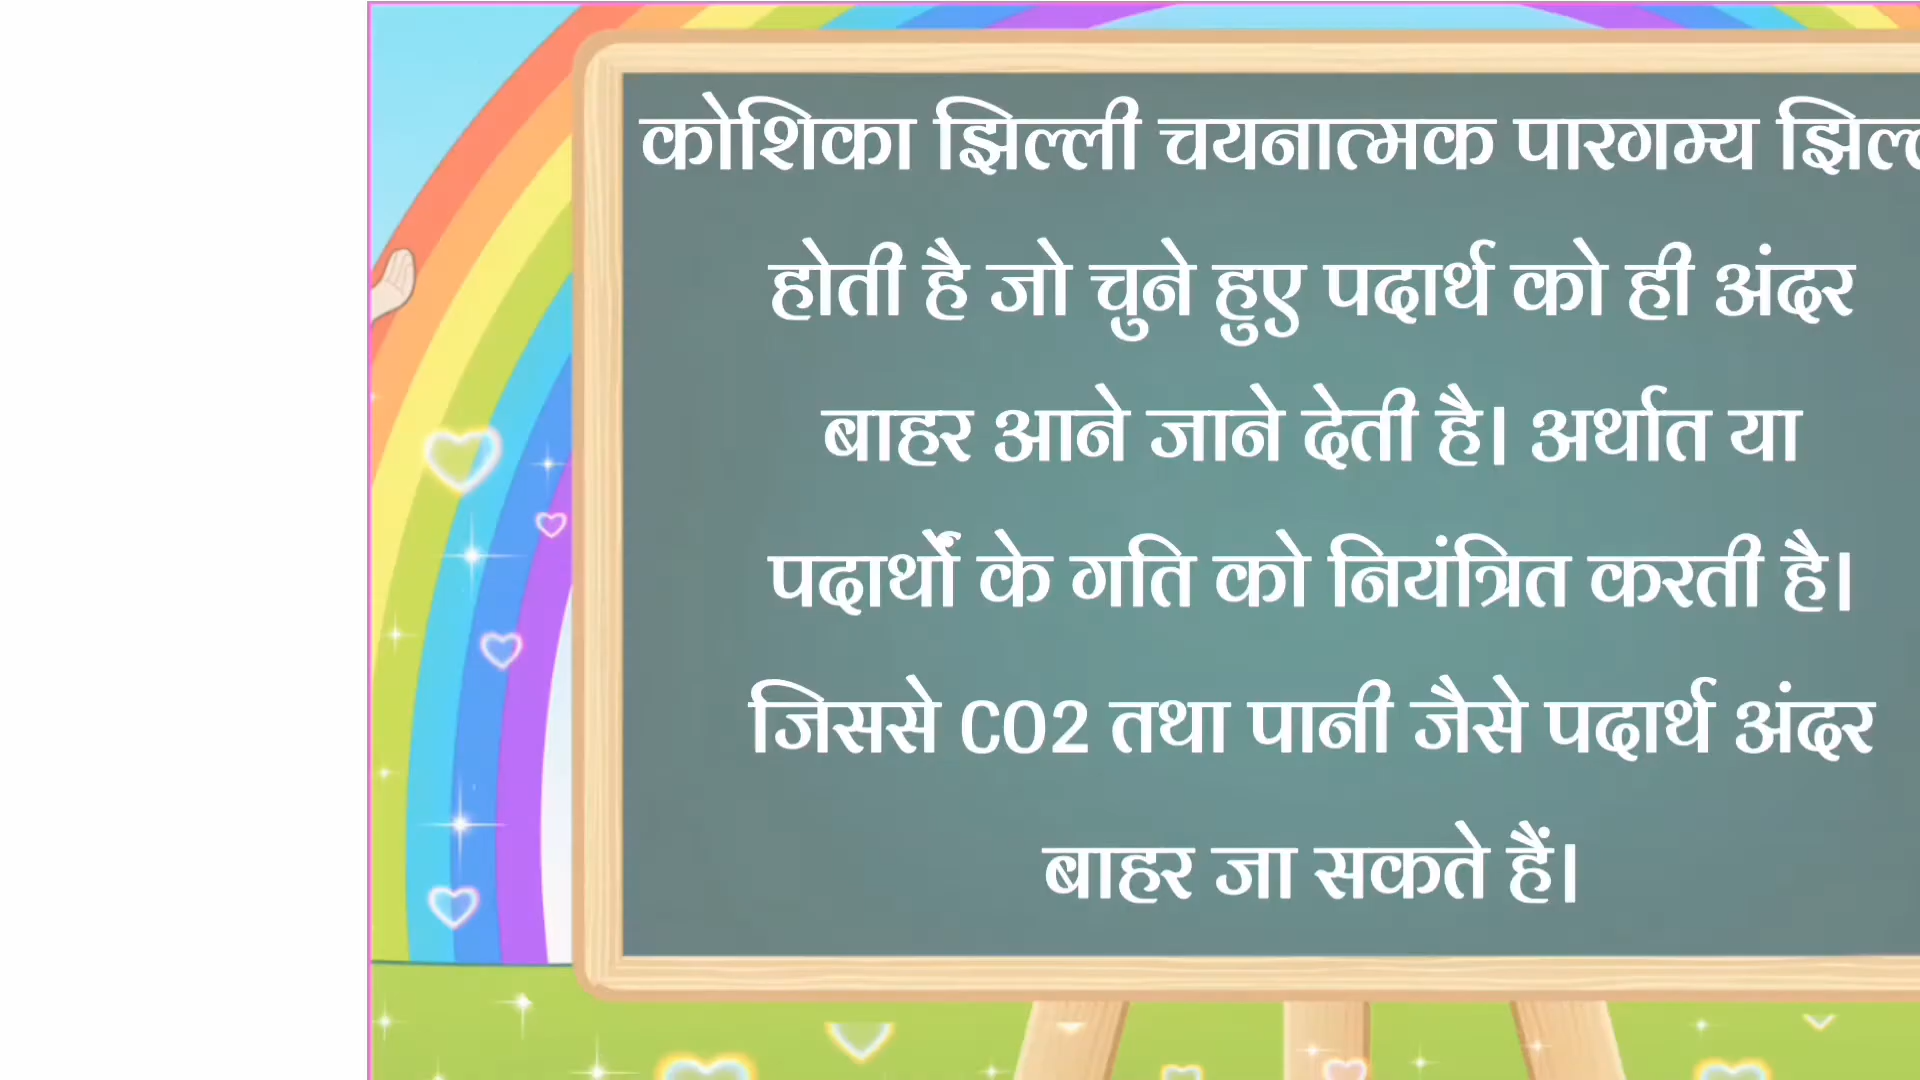 कोशिका झिल्ली चयनात्मक पारगम्य
होती है जो चुने हुए पदार्थ को ही अंदर
बाहर आने जाने देती है। अर्थात या
पदार्थों के गति को नियंत्रित करती है।
जिससे CO2 तथा पानी जैसे पदार्थ अंदर
बाहर जा सकते हैं।